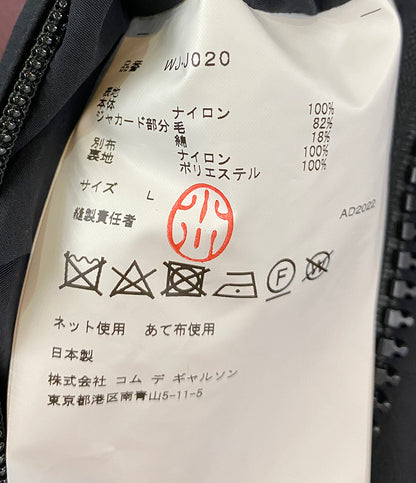 品番 WJ-J020
表地
本体 ナイロン 100%
ジャカード部分 毛 82%
綿 18%
別布 ナイロン 100%
裏地 ポリエステル 100%
サイズ L
AD2022
縫製責任者
F
W
ネット使用 あて布使用
日本製
株式会社 コム デ ギャルソン
東京都港区南青山5-11-5